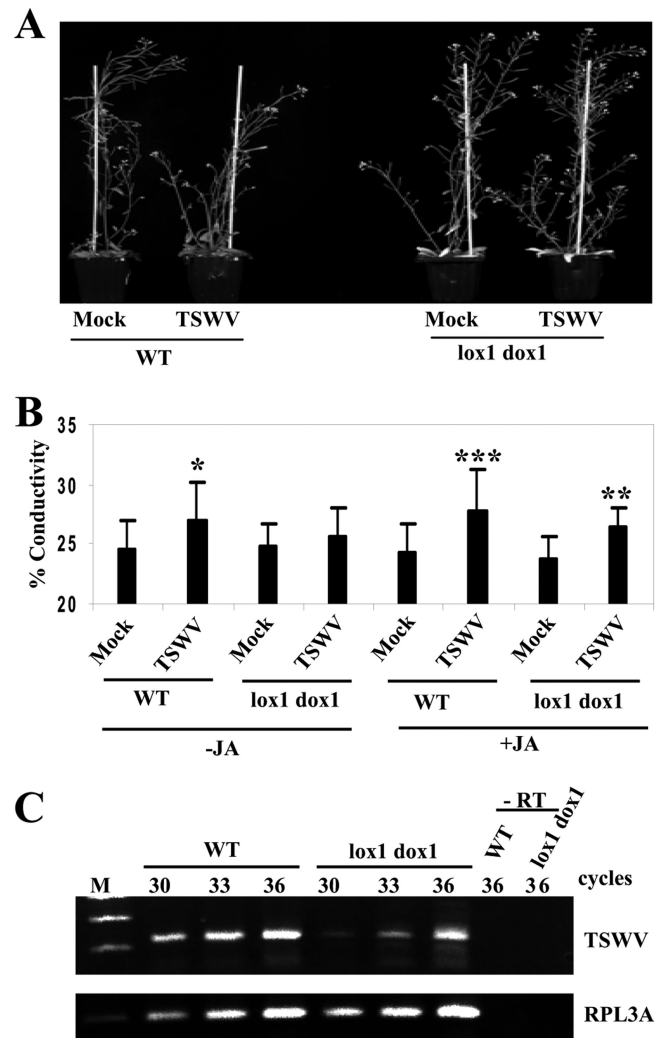 A
Mock TSWV Mock TSWV
WT lox1 dox1
B
% Conductivity
35
30
25
20
* *** **
Mock TSWV Mock TSWV Mock TSWV Mock TSWV
WT lox1 dox1 WT lox1 dox1
-JA +JA
C
- RT
WT lox1 dox1 WT lox1 dox1
M 30 33 36 30 33 36 36 36 cycles
TSWV
RPL3A